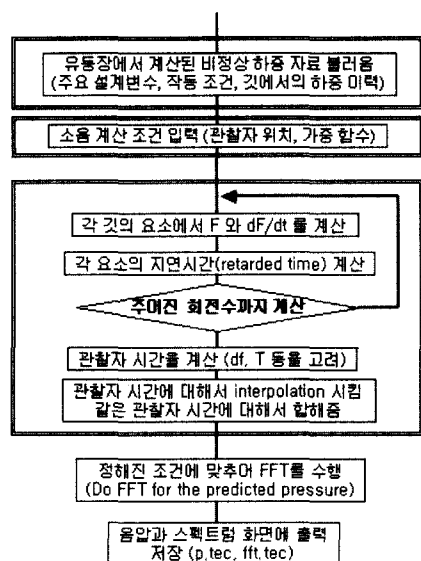 유동장에서 계산된 비정상 하중 자료 불러옴
(주요 설계변수, 작동 조건, 깃에서의 하중 이력)
소음 계산 조건 입력 (관찰자 위치, 가중 함수)
각 깃의 요소에서 F 와 dF/dt 를 계산
각 요소의 지연시간(retarded time) 계산
주어진 회전수까지 계산
관찰자 시간을 계산 (df, T 등을 고려)
관찰자 시간에 대해서 interpolation 시킴
같은 관찰자 시간에 대해서 합해줌
정해진 조건에 맞추어 FFT를 수행
(Do FFT for the predicted pressure)
음압과 스펙트럼 화면에 출력
저장 (p,tec, fft,tec)